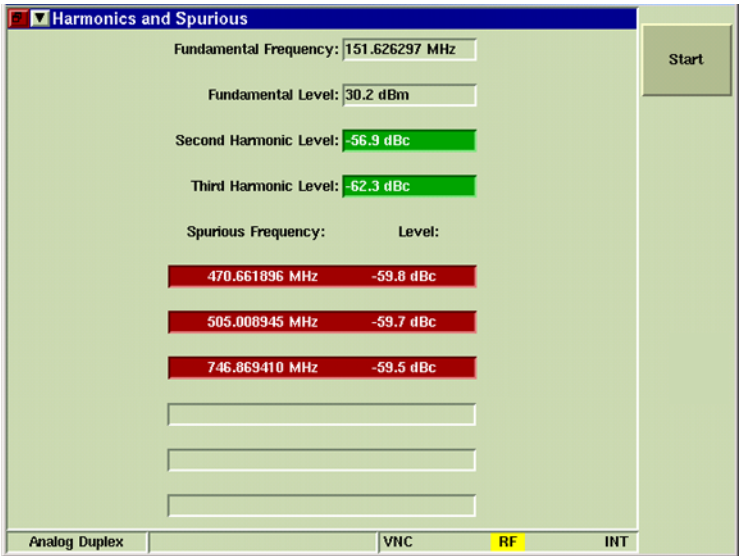 Harmonics and Spurious
Start
Fundamental Frequency: 151.626297 MHz
Fundamental Level: 30.2 dBm
Second Harmonic Level: -56.9 dBc
Third Harmonic Level: -62.3 dBc
Spurious Frequency: Level:
470.661896 MHz -59.8 dBc
505.008945 MHz -59.7 dBc
746.869410 MHz -59.5 dBc
Analog Duplex VNC RF INT